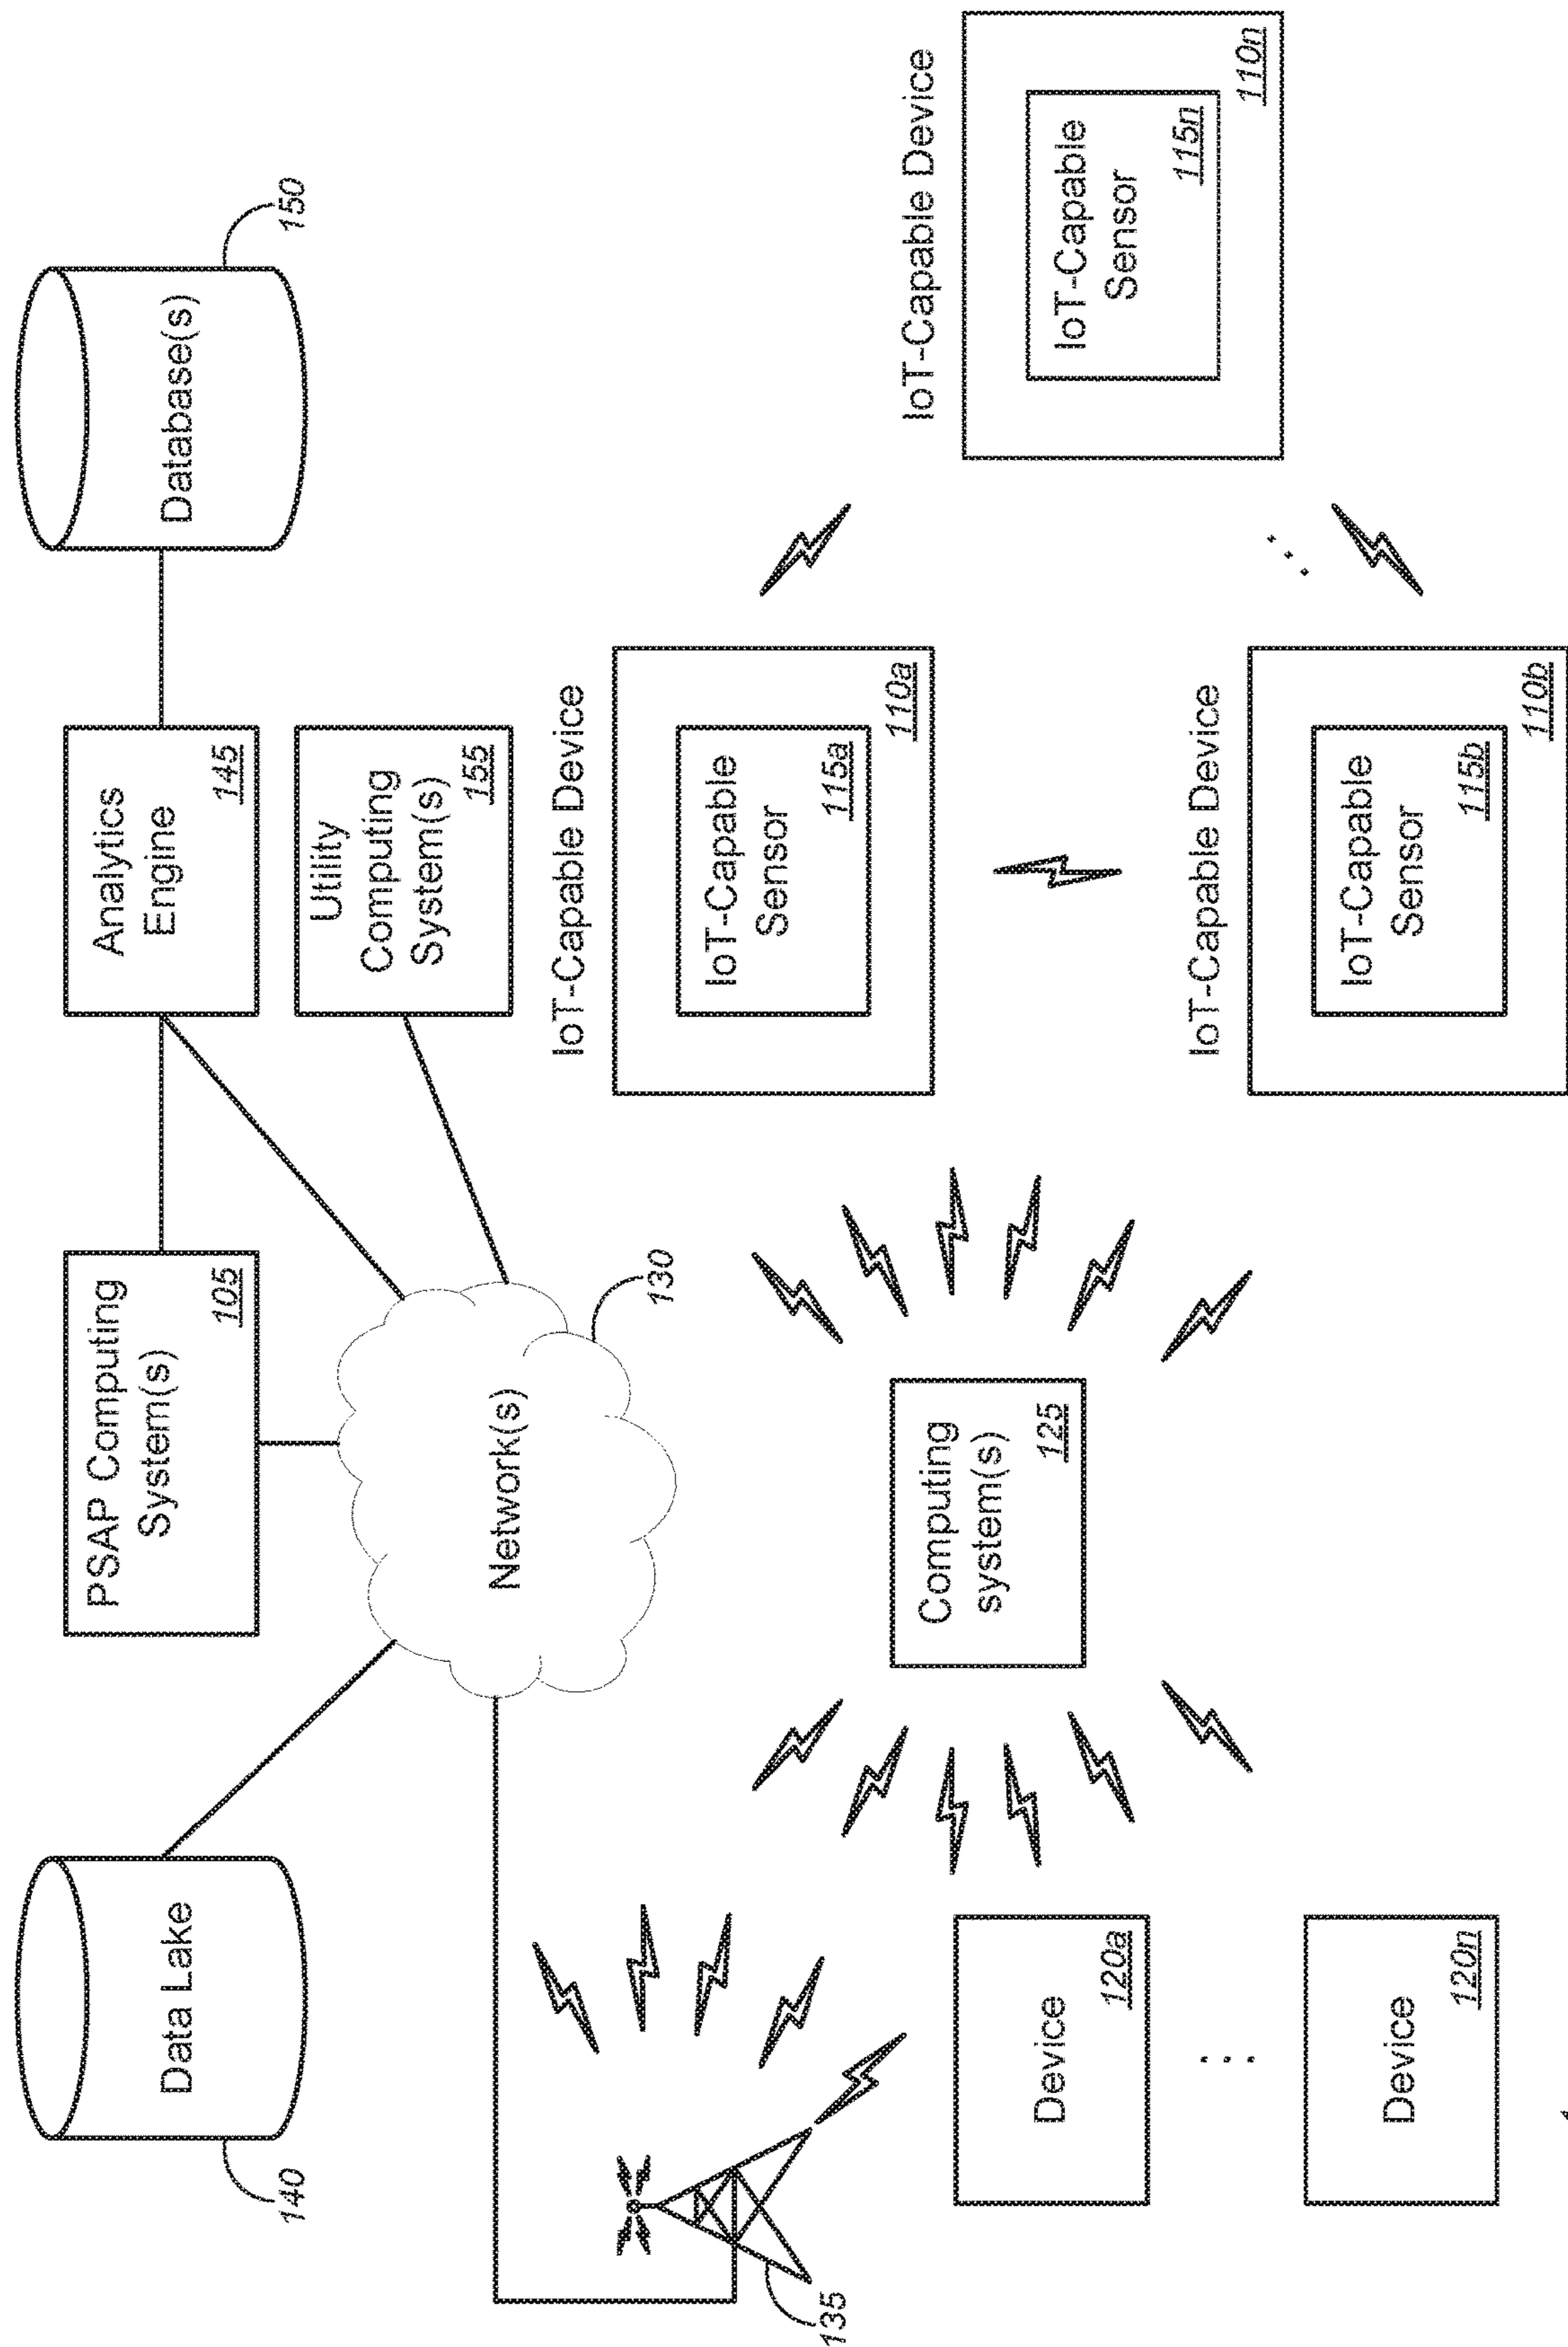 Data Lake
140
PSAP Computing
System(s)
105
Analytics
Engine
145
Database(s)
150
Utility
Computing
System(s)
155
Network(s)
130
135
IoT-Capable Device
IoT-Capable
Sensor
115a
110a
Computing
system(s)
125
IoT-Capable Device
IoT-Capable
Sensor
115n
110n
Device
120a
. . .
Device
120n
. . .
IoT-Capable Device
IoT-Capable
Sensor
115b
110b